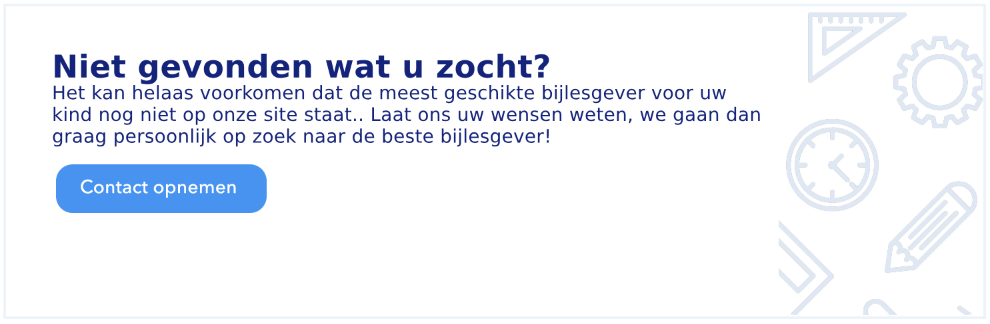 Niet gevonden wat u zocht?
Het kan helaas voorkomen dat de meest geschikte bijlesgever voor uw
kind nog niet op onze site staat.. Laat ons uw wensen weten, we gaan dan
graag persoonlijk op zoek naar de beste bijlesgever!
Contact opnemen